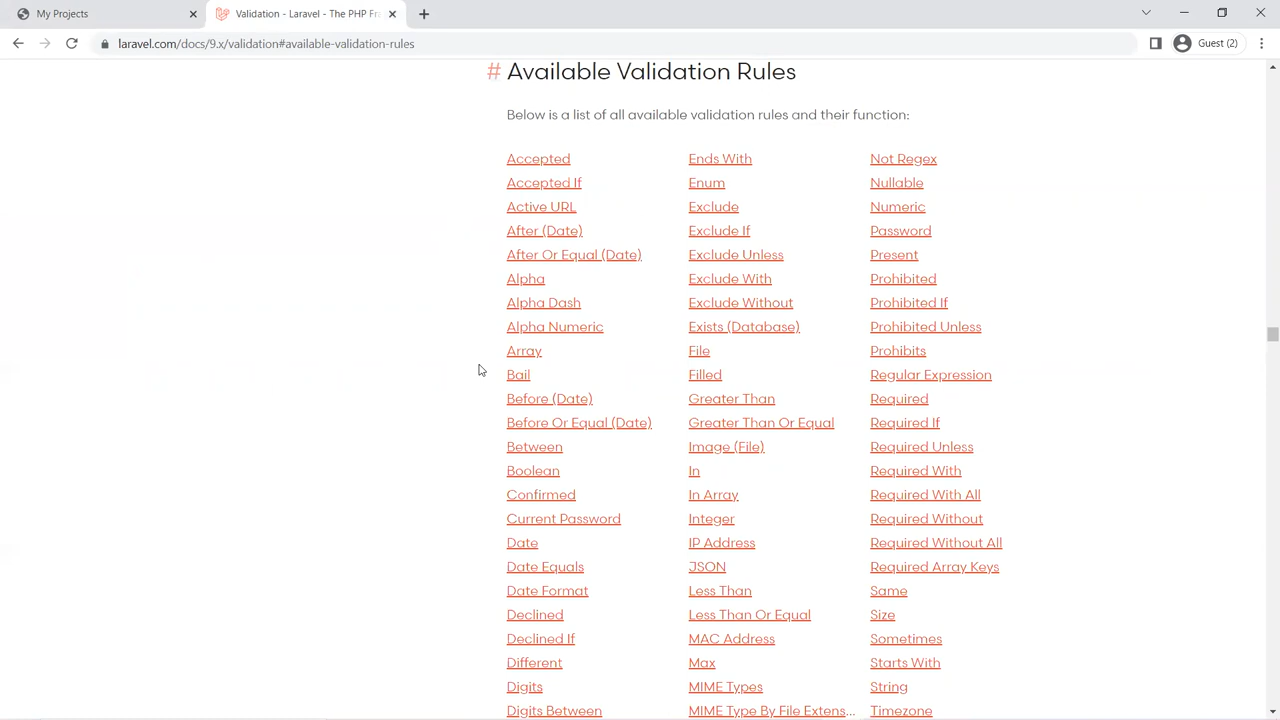 My Projects
Validation - Laravel - The PHP Fra
laravel.com/docs/9.x/validation#available-validation-rules
Guest (2)
# Available Validation Rules
Below is a list of all available validation rules and their function:
Accepted
Accepted If
Active URL
After (Date)
After Or Equal (Date)
Alpha
Alpha Dash
Alpha Numeric
Array
Bail
Before (Date)
Before Or Equal (Date)
Between
Boolean
Confirmed
Current Password
Date
Date Equals
Date Format
Declined
Declined If
Different
Digits
Digits Between
Ends With
Enum
Exclude
Exclude If
Exclude Unless
Exclude With
Exclude Without
Exists (Database)
File
Filled
Greater Than
Greater Than Or Equal
Image (File)
In
In Array
Integer
IP Address
JSON
Less Than
Less Than Or Equal
MAC Address
Max
MIME Types
MIME Type By File Extens...
Not Regex
Nullable
Numeric
Password
Present
Prohibited
Prohibited If
Prohibited Unless
Prohibits
Regular Expression
Required
Required If
Required Unless
Required With
Required With All
Required Without
Required Without All
Required Array Keys
Same
Size
Sometimes
Starts With
String
Timezone